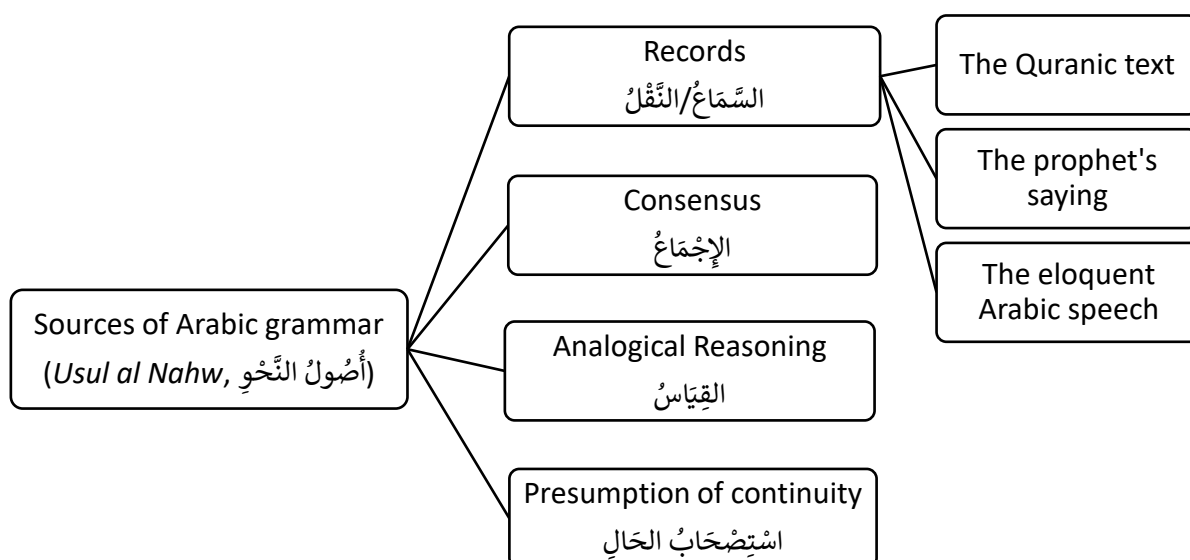 Sources of Arabic grammar
(Usul al Nahw, أُصُولُ النَّحْوِ)
Records
السَّمَاعُ/النَّقْلُ
Consensus
الإِجْمَاعُ
Analogical Reasoning
القِيَاسُ
Presumption of continuity
اسْتِصْحَابُ الحَالِ
The Quranic text
The prophet's
saying
The eloquent
Arabic speech